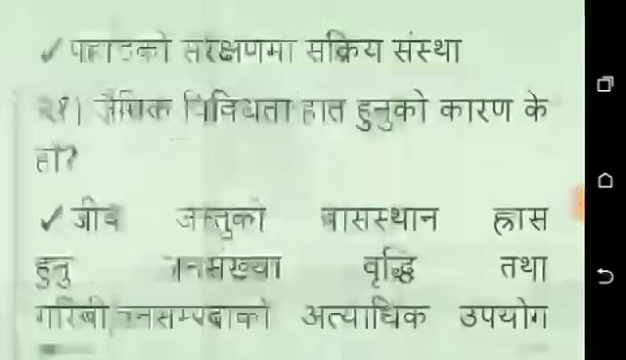 ✓ पहाडको संरक्षणमा सक्रिय संस्था
२१। जैविक विविधता ह्रास हुनुको कारण के
हो?
✓ जीव जन्तुको बासस्थान ह्रास
हुनु जनसंख्या वृद्धि तथा
गरिबी, वनसम्पदाको अत्याधिक उपयोग